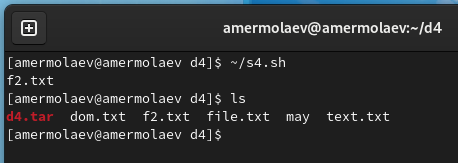 amermolaev@amermolaev:~/d4
[amermolaev@amermolaev d4]$ ~/s4.sh
f2.txt
[amermolaev@amermolaev d4]$ ls
d4.tar  dom.txt  f2.txt  file.txt  may  text.txt
[amermolaev@amermolaev d4]$